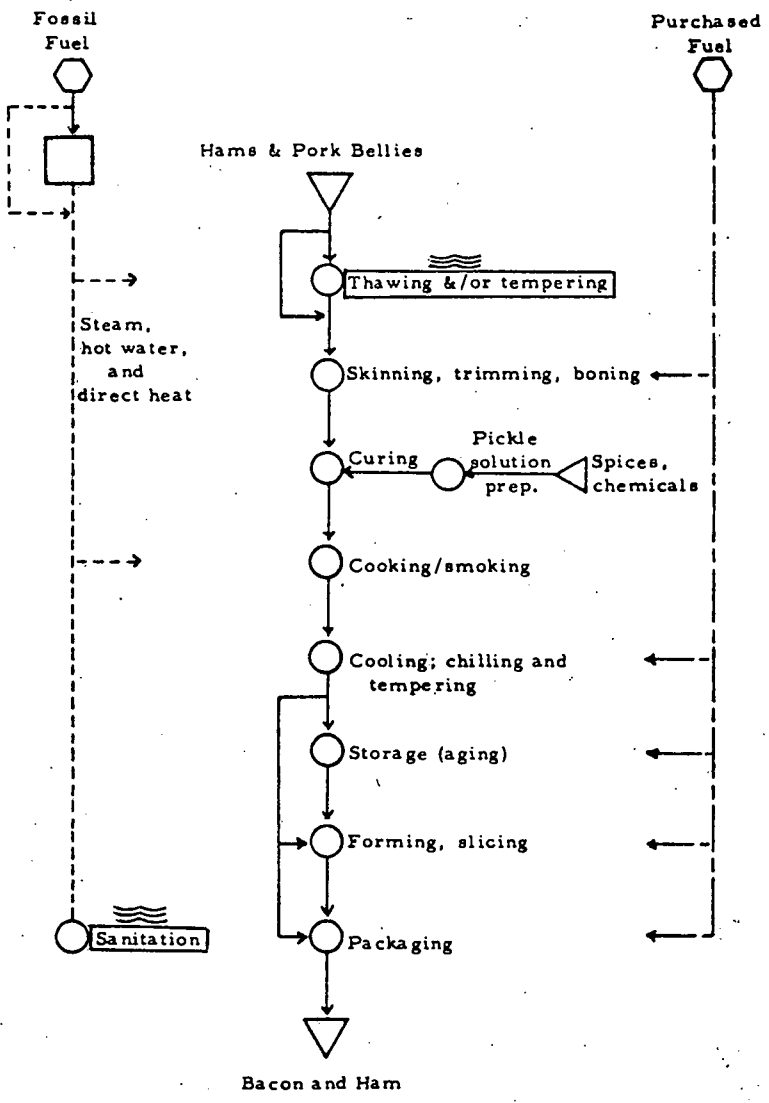 Fossil
Fuel
Purchased
Fuel
Hams & Pork Bellies
Thawing &/or tempering
Steam,
hot water,
and
direct heat
Skinning, trimming, boning
Curing
Pickle
solution
prep.
Spices,
chemicals
Cooking/smoking
Cooling; chilling and
tempering
Storage (aging)
Forming, slicing
Sanitation
Packaging
Bacon and Ham